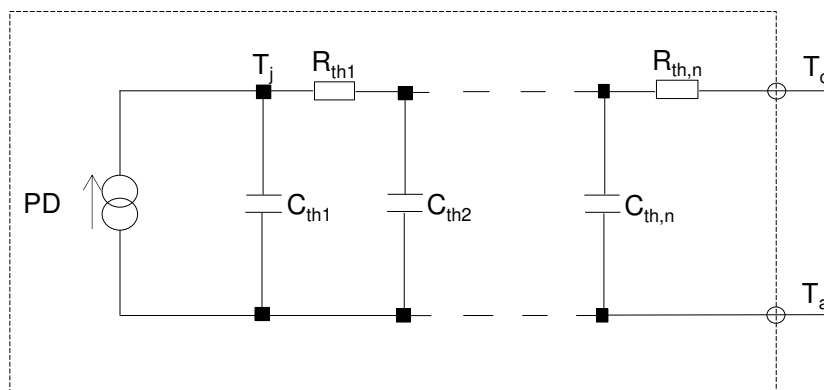 T_j
R_th1
R_th,n
T_c
PD
C_th1
C_th2
C_th,n
T_a